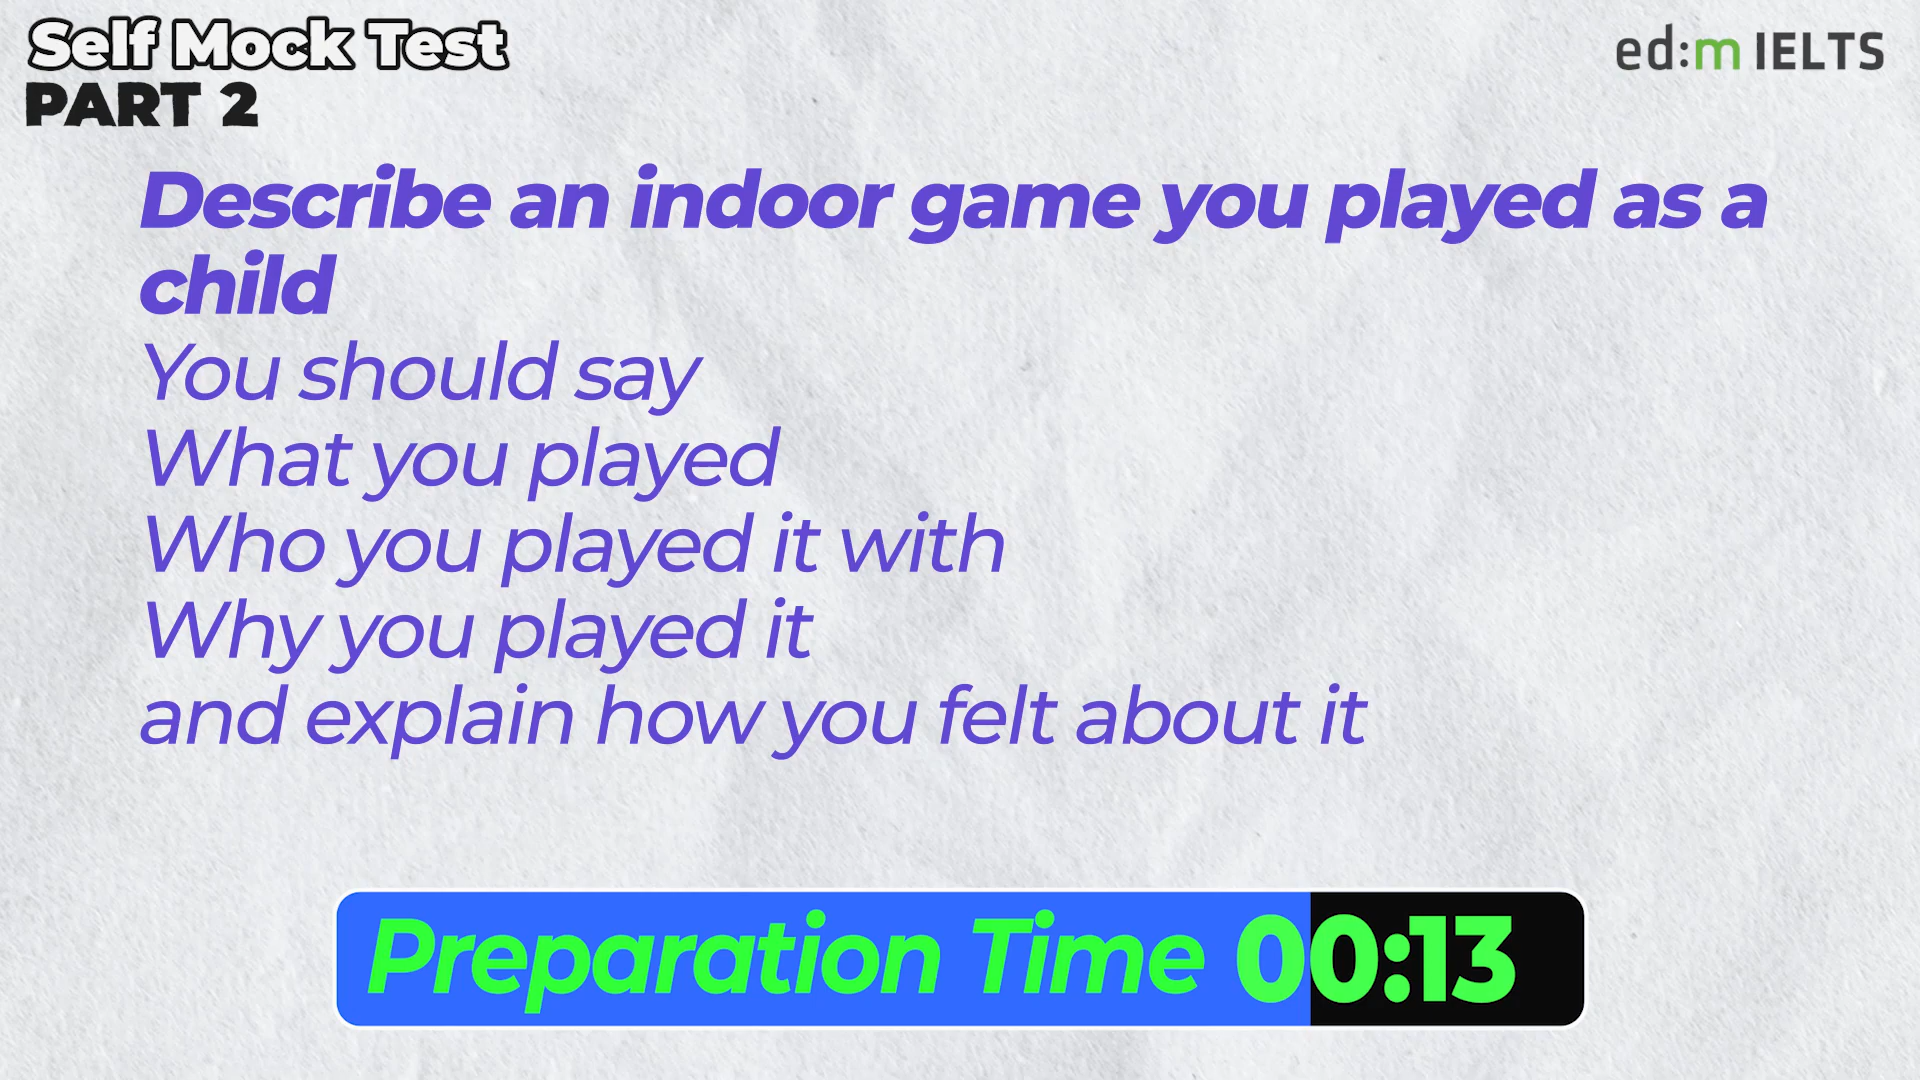 Self Mock Test
PART 2
ed:m IELTS
Describe an indoor game you played as a
child
You should say
What you played
Who you played it with
Why you played it
and explain how you felt about it
Preparation Time 00:13